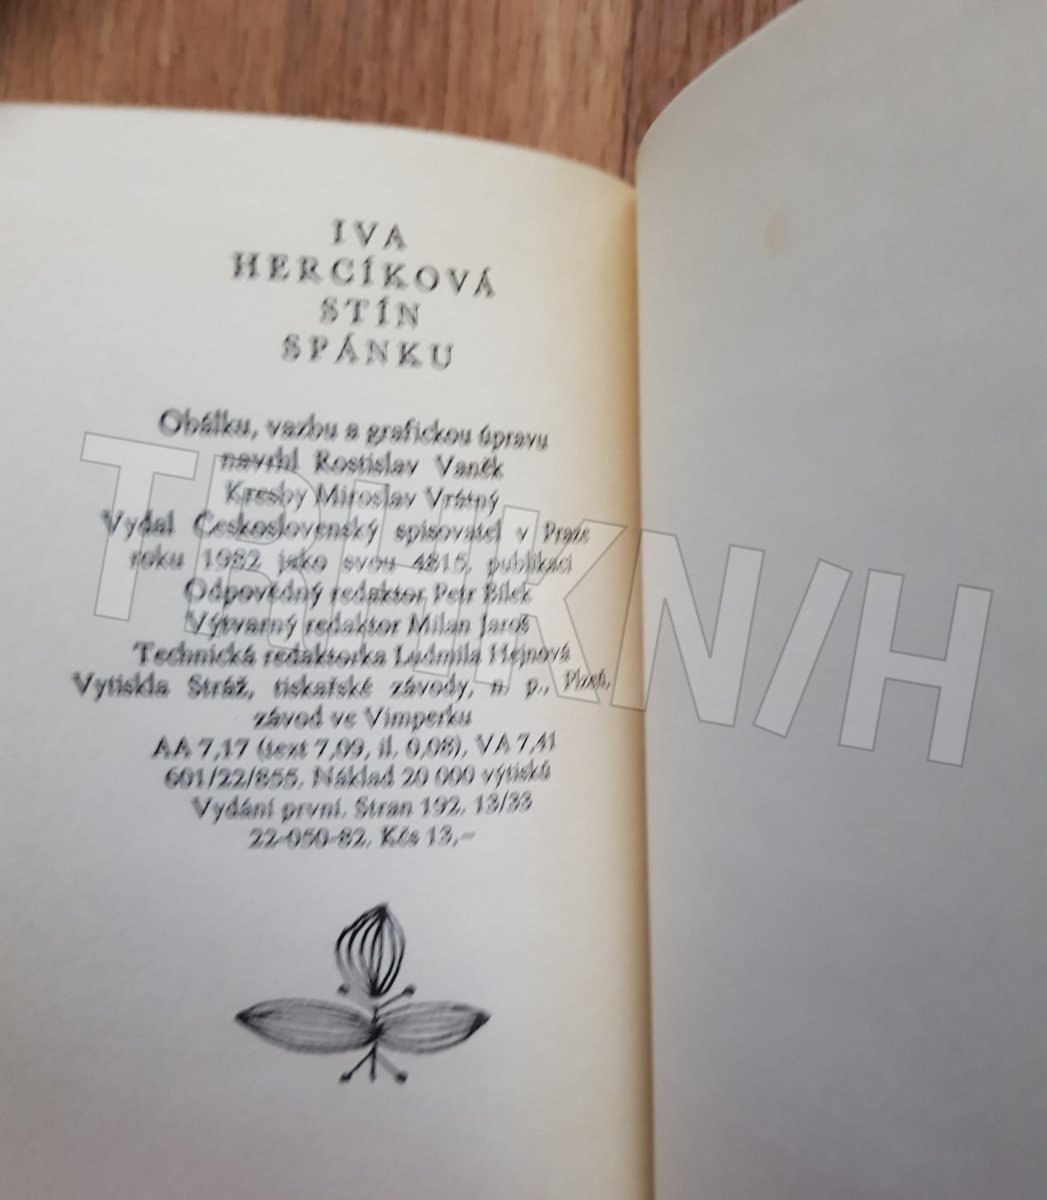 IVA
HERCÍKOVÁ
STÍN
SPÁNKU
Obálku, vazbu a grafickou úpravu
navrhl Rostislav Vaněk
Kresby Miroslav Vrátný
Vydal Československý spisovatel v Praze
roku 1982 jako svou 4815. publikaci
Odpovědný redaktor Petr Bílek
Výtvarný redaktor Milan Jaroš
Technická redaktorka Ludmila Hejnová
Vytiskla Stráž, tiskařské závody, n. p., Plzeň,
závod ve Vimperku
AA 7,17 (text 7,09, il. 0,08), VA 7,41
601/22/855. Náklad 20 000 výtisků
Vydání první. Stran 192. 13/33
22-050-82. Kčs 13,–